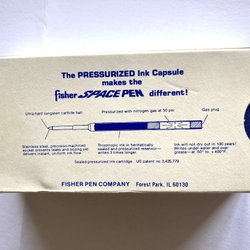 The PRESSURIZED Ink Capsule
makes the
fisher SPACE PEN different!
Ultra-hard tungsten carbide ball.
Pressurized with nitrogen gas at 50 psi
Gas plug
Stainless steel, precision-machined
socket prevents leaks and oozing yet
delivers instant, uniform ink flow
Thixotropic ink in hermetically
sealed and pressurized reservoir—
writes 3 times longer.
Ink will not dry out in 100 years!
Writes under water and over
grease—at -50° to +400°F
Sealed-pressurized ink cartridge. US patent no 3,425,779
FISHER PEN COMPANY Forest Park, IL 60130